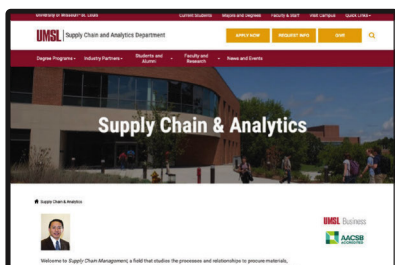 University of Missouri–St. Louis Current Students Majors and Degrees Faculty & Staff Visit Campus Quick Links
UMSL | Supply Chain and Analytics Department APPLY NOW REQUEST INFO GIVE
Degree Programs Industry Partners Students and Alumni Faculty and Research News and Events
Supply Chain & Analytics
Supply Chain & Analytics
UMSL Business
AACSB
ACCREDITED
Welcome to Supply Chain Management, a field that studies the processes and relationships to procure materials,